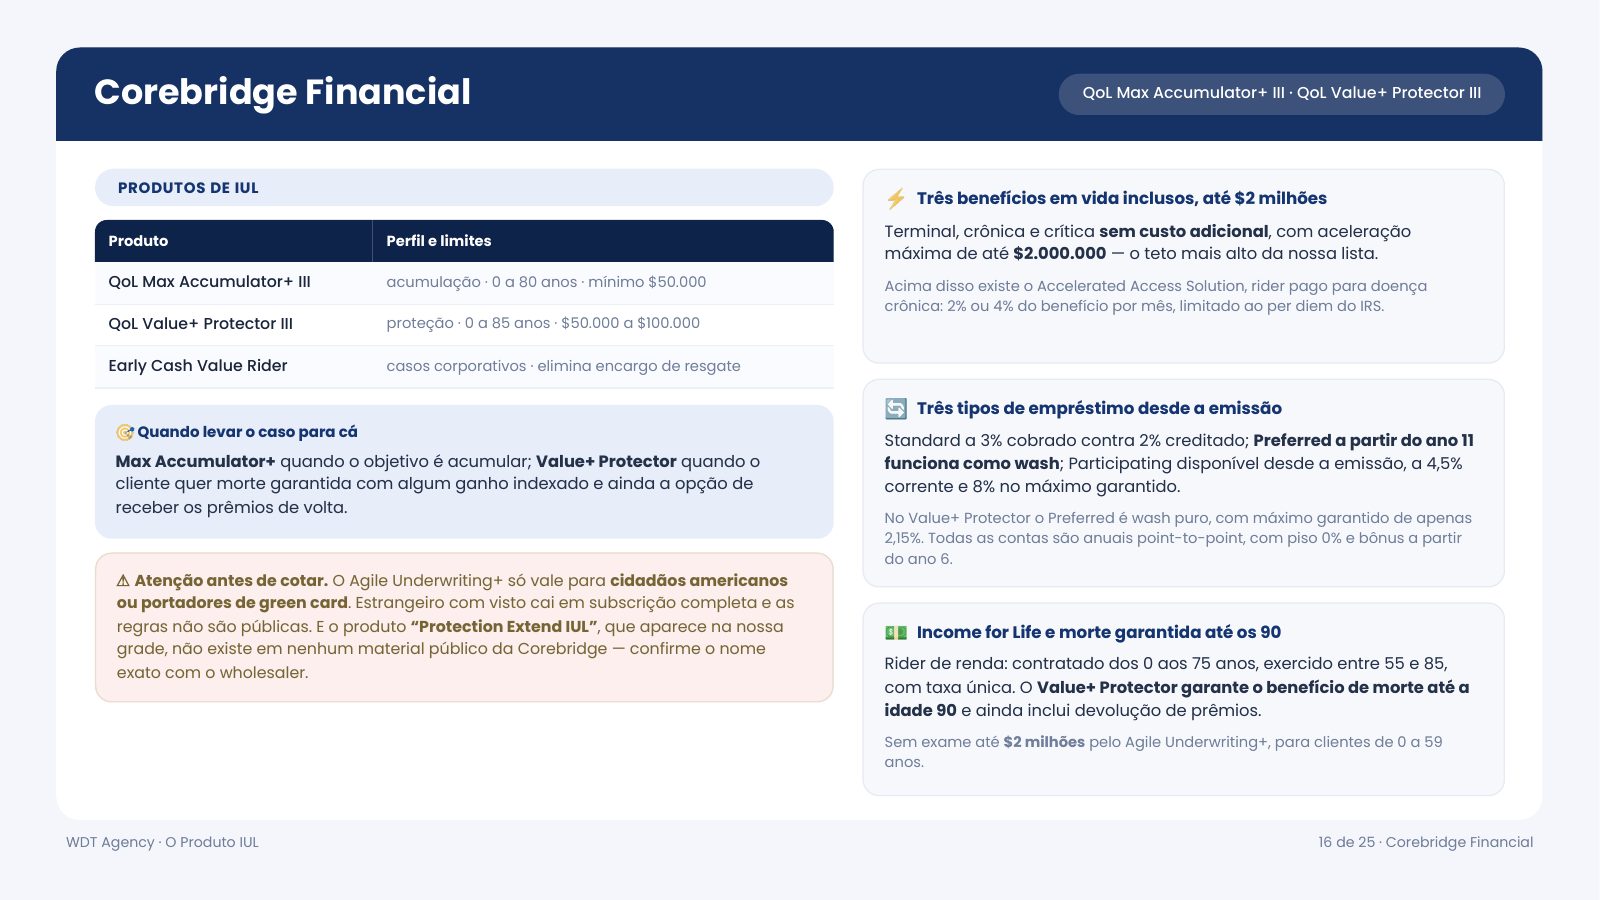 Corebridge Financial
QoL Max Accumulator+ III · QoL Value+ Protector III
PRODUTOS DE IUL
Produto
Perfil e limites
QoL Max Accumulator+ III
acumulação · 0 a 80 anos · mínimo $50.000
QoL Value+ Protector III
proteção · 0 a 85 anos · $50.000 a $100.000
Early Cash Value Rider
casos corporativos · elimina encargo de resgate
🎯 Quando levar o caso para cá
Max Accumulator+ quando o objetivo é acumular; Value+ Protector quando o
cliente quer morte garantida com algum ganho indexado e ainda a opção de
receber os prêmios de volta.
⚠ Atenção antes de cotar. O Agile Underwriting+ só vale para cidadãos americanos
ou portadores de green card. Estrangeiro com visto cai em subscrição completa e as
regras não são públicas. E o produto “Protection Extend IUL”, que aparece na nossa
grade, não existe em nenhum material público da Corebridge — confirme o nome
exato com o wholesaler.
⚡ Três benefícios em vida inclusos, até $2 milhões
Terminal, crônica e crítica sem custo adicional, com aceleração
máxima de até $2.000.000 — o teto mais alto da nossa lista.
Acima disso existe o Accelerated Access Solution, rider pago para doença
crônica: 2% ou 4% do benefício por mês, limitado ao per diem do IRS.
🔄 Três tipos de empréstimo desde a emissão
Standard a 3% cobrado contra 2% creditado; Preferred a partir do ano 11
funciona como wash; Participating disponível desde a emissão, a 4,5%
corrente e 8% no máximo garantido.
No Value+ Protector o Preferred é wash puro, com máximo garantido de apenas
2,15%. Todas as contas são anuais point-to-point, com piso 0% e bônus a partir
do ano 6.
💵 Income for Life e morte garantida até os 90
Rider de renda: contratado dos 0 aos 75 anos, exercido entre 55 e 85,
com taxa única. O Value+ Protector garante o benefício de morte até a
idade 90 e ainda inclui devolução de prêmios.
Sem exame até $2 milhões pelo Agile Underwriting+, para clientes de 0 a 59
anos.
WDT Agency · O Produto IUL
16 de 25 · Corebridge Financial